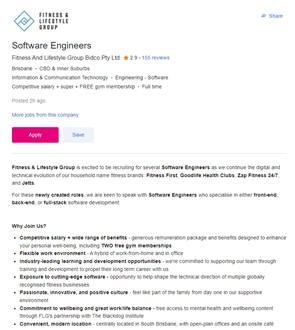 FITNESS &
LIFESTYLE
GROUP
Share
Software Engineers
Fitness And Lifestyle Group Bidco Pty Ltd ★ 2.9 - 155 reviews
Brisbane - CBD & Inner Suburbs
Information & Communication Technology - Engineering - Software
Competitive salary + super + FREE gym membership - Full time
Posted 2h ago
More jobs from this company
Apply Save
Fitness & Lifestyle Group is excited to be recruiting for several Software Engineers as we continue the digital and
technical evolution of our household name fitness brands: Fitness First, Goodlife Health Clubs, Zap Fitness 24/7,
and Jetts.
For these newly created roles, we are keen to speak with Software Engineers who specialise in either front-end,
back-end, or full-stack software development.
Why Join Us?
• Competitive salary + wide range of benefits - generous remuneration package and benefits designed to enhance
your personal well-being, including TWO free gym memberships
• Flexible work environment - A hybrid of work-from-home and in office
• Industry-leading learning and development opportunities - we're committed to supporting our team through
training and development to propel their long term career with us
• Exposure to cutting-edge software - opportunity to help shape the technical direction of multiple globally
recognised fitness businesses
• Passionate, innovative, and positive culture - feel like part of the family from day one in our supportive
environment
• Commitment to wellbeing and great work/life balance - free access to mental health and wellbeing content
through FLG's partnership with The Backdog Institute
• Convenient, modern location - centrally located in South Brisbane, with open-plan offices and an onsite café